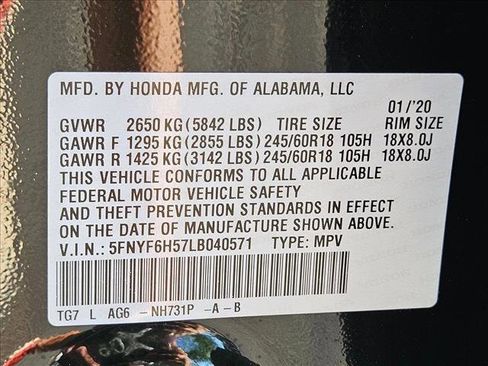 MFD. BY HONDA MFG. OF ALABAMA, LLC
01/'20
GVWR 2650 KG (5842 LBS) TIRE SIZE RIM SIZE
GAWR F 1295 KG (2855 LBS) 245/60R18 105H 18X8.0J
GAWR R 1425 KG (3142 LBS) 245/60R18 105H 18X8.0J
THIS VEHICLE CONFORMS TO ALL APPLICABLE
FEDERAL MOTOR VEHICLE SAFETY
AND THEFT PREVENTION STANDARDS IN EFFECT
ON THE DATE OF MANUFACTURE SHOWN ABOVE.
V.I.N.: 5FNYF6H57LB040571 TYPE: MPV
TG7 L AG6 -NH731P -A-B